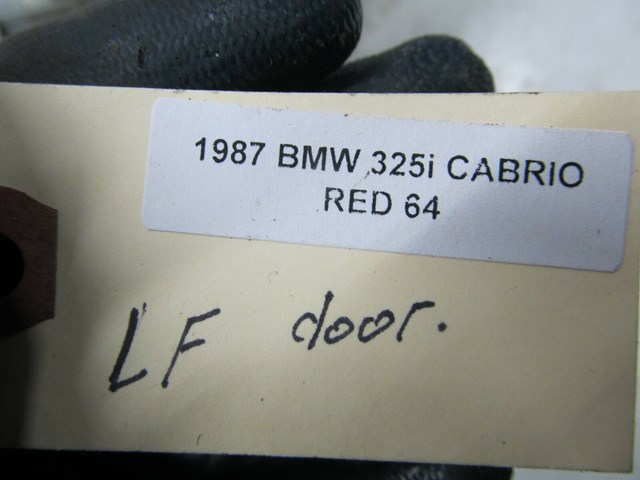 1987 BMW 325i CABRIO
RED 64
LF door.